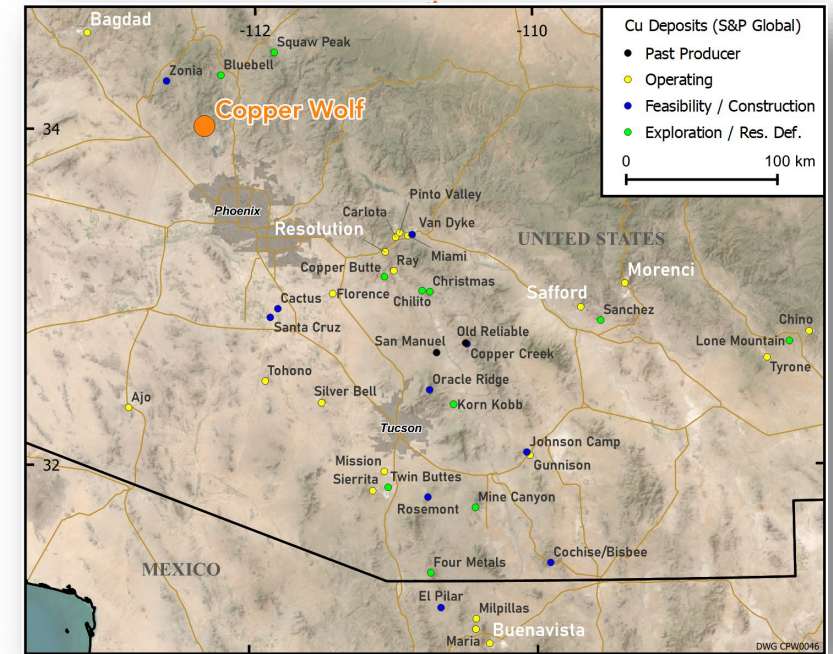 Bagdad
-112
-110
Squaw Peak
Zonia
Bluebell
Copper Wolf
34
Cu Deposits (S&P Global)
Past Producer
Operating
Feasibility / Construction
Exploration / Res. Def.
0 100 km
Phoenix
Pinto Valley
Carlota
Van Dyke
Resolution
UNITED STATES
Miami
Ray
Copper Butte
Christmas
Morenci
Florence
Chilito
Safford
Cactus
Sanchez
Chino
Santa Cruz
Old Reliable
San Manuel
Lone Mountain
Copper Creek
Tyrone
Tohono
Oracle Ridge
Silver Bell
Ajo
Korn Kobb
Tucson
Johnson Camp
32
Mission
Gunnison
Twin Buttes
Sierrita
Mine Canyon
Rosemont
Cochise/Bisbee
MEXICO
Four Metals
El Pilar
Milpillas
Buenavista
Maria
DWG CPW0046